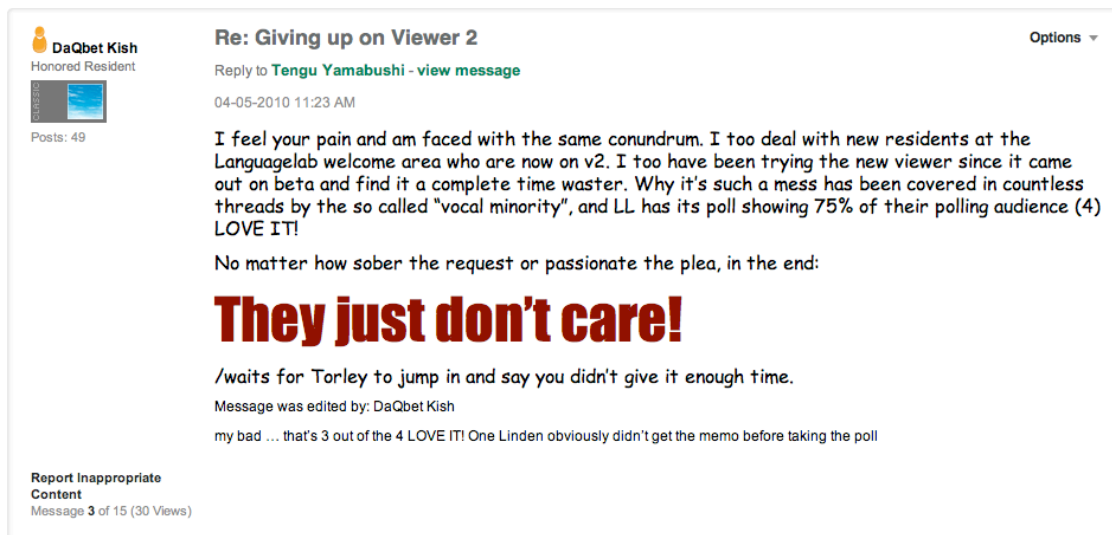 DaQbet Kish
Honored Resident
CLASSIC
Posts: 49
Re: Giving up on Viewer 2
Options
Reply to Tengu Yamabushi - view message
04-05-2010 11:23 AM
I feel your pain and am faced with the same conundrum. I too deal with new residents at the
Languagelab welcome area who are now on v2. I too have been trying the new viewer since it came
out on beta and find it a complete time waster. Why it’s such a mess has been covered in countless
threads by the so called “vocal minority”, and LL has its poll showing 75% of their polling audience (4)
LOVE IT!
No matter how sober the request or passionate the plea, in the end:
They just don’t care!
/waits for Torley to jump in and say you didn’t give it enough time.
Message was edited by: DaQbet Kish
my bad … that’s 3 out of the 4 LOVE IT! One Linden obviously didn’t get the memo before taking the poll
Report Inappropriate
Content
Message 3 of 15 (30 Views)